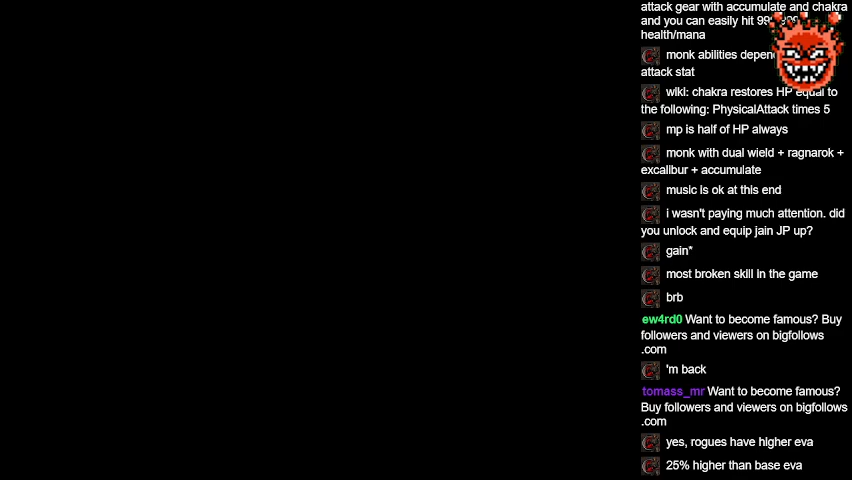 attack gear with accumulate and chakra
and you can easily hit 99
health/mana
monk abilities
attack stat
wiki: chakra restores HP equal to
the following: PhysicalAttack times 5
mp is half of HP always
monk with dual wield + ragnarok +
excalibur + accumulate
music is ok at this end
i wasn't paying much attention. did
you unlock and equip jain JP up?
gain*
most broken skill in the game
brb
ew4rd0 Want to become famous? Buy
followers and viewers on bigfollows
.com
'm back
tomass_mr Want to become famous?
Buy followers and viewers on bigfollows
.com
yes, rogues have higher eva
25% higher than base eva